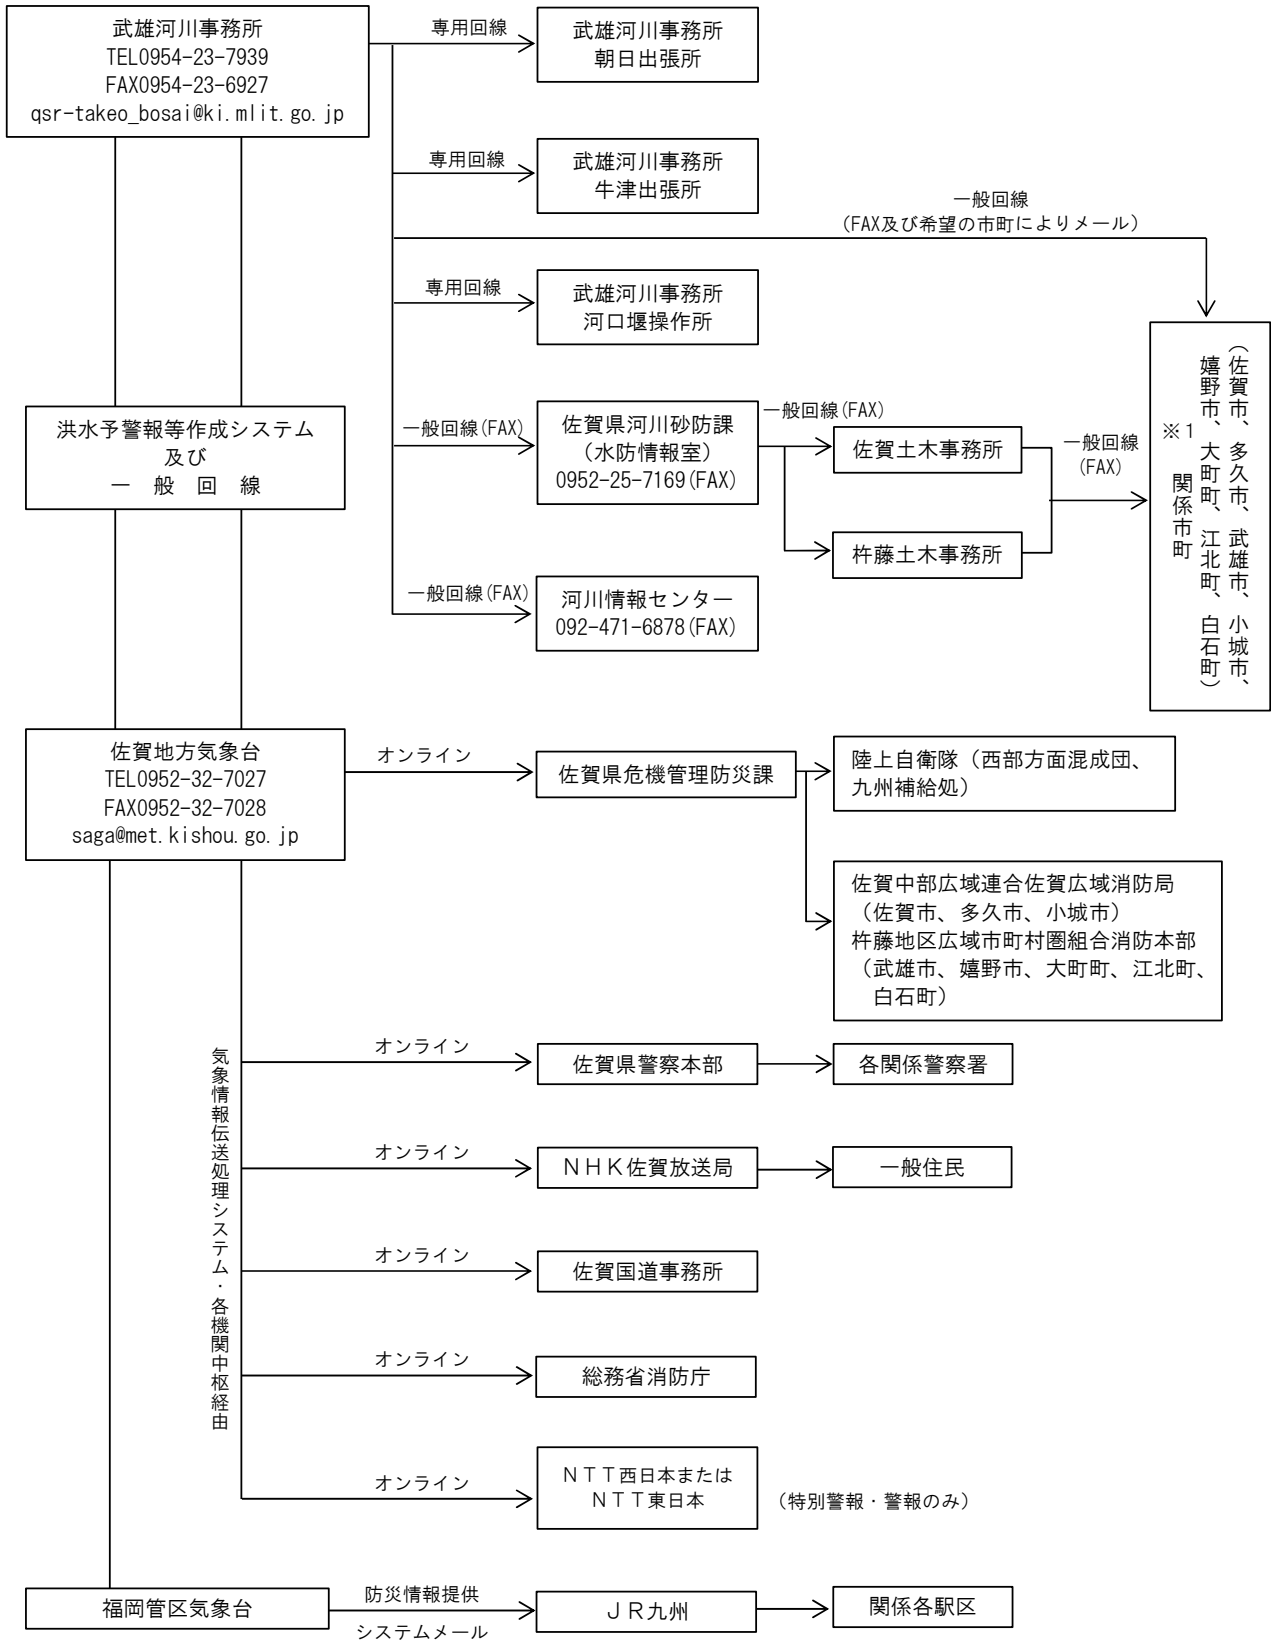 武雄河川事務所
TEL0954-23-7939
FAX0954-23-6927
qsr-takeo_bosai@ki.mlit.go.jp
専用回線
武雄河川事務所
朝日出張所
専用回線
武雄河川事務所
牛津出張所
一般回線
（FAX及び希望の市町によりメール）
専用回線
武雄河川事務所
河口堰操作所
洪水予警報等作成システム
及び
一 般 回 線
一般回線(FAX)
佐賀県河川砂防課
（水防情報室）
0952-25-7169(FAX)
一般回線(FAX)
佐賀土木事務所
杵藤土木事務所
一般回線
(FAX)
（佐賀市、多久市、武雄市、小城市、
嬉野市、大町町、江北町、白石町）
※1 関係市町
一般回線(FAX)
河川情報センター
092-471-6878(FAX)
佐賀地方気象台
TEL0952-32-7027
FAX0952-32-7028
saga@met.kishou.go.jp
オンライン
佐賀県危機管理防災課
陸上自衛隊（西部方面混成団、
九州補給処）
佐賀中部広域連合佐賀広域消防局
（佐賀市、多久市、小城市）
杵藤地区広域市町村圏組合消防本部
（武雄市、嬉野市、大町町、江北町、
白石町）
気象情報伝送処理システム・各機関中枢経由
オンライン
佐賀県警察本部
各関係警察署
オンライン
ＮＨＫ佐賀放送局
一般住民
オンライン
佐賀国道事務所
オンライン
総務省消防庁
オンライン
ＮＴＴ西日本または
ＮＴＴ東日本
（特別警報・警報のみ）
福岡管区気象台
防災情報提供
システムメール
ＪＲ九州
関係各駅区